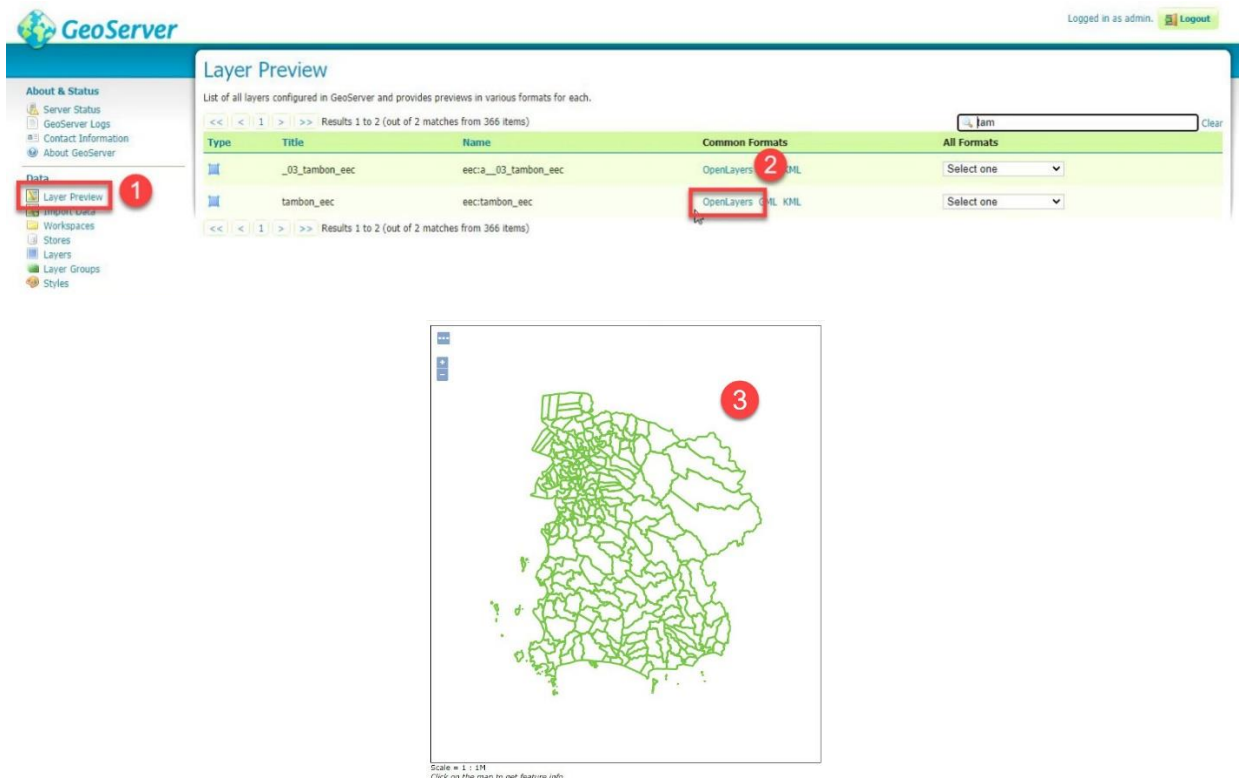 GeoServer
Logged in as admin. Logout
Layer Preview
List of all layers configured in GeoServer and provides previews in various formats for each.
<< < 1 > >> Results 1 to 2 (out of 2 matches from 366 items)
tam Clear
Type Title Name Common Formats All Formats
_03_tambon_eec eec:a__03_tambon_eec OpenLayers KML Select one
2
tambon_eec eec:tambon_eec OpenLayers GML KML Select one
<< < 1 > >> Results 1 to 2 (out of 2 matches from 366 items)
About & Status
Server Status
GeoServer Logs
Contact Information
About GeoServer
Data
Layer Preview
1
Import Data
Workspaces
Stores
Layers
Layer Groups
Styles
+
-
3
Scale = 1 : 1M
Click on the map to get feature info